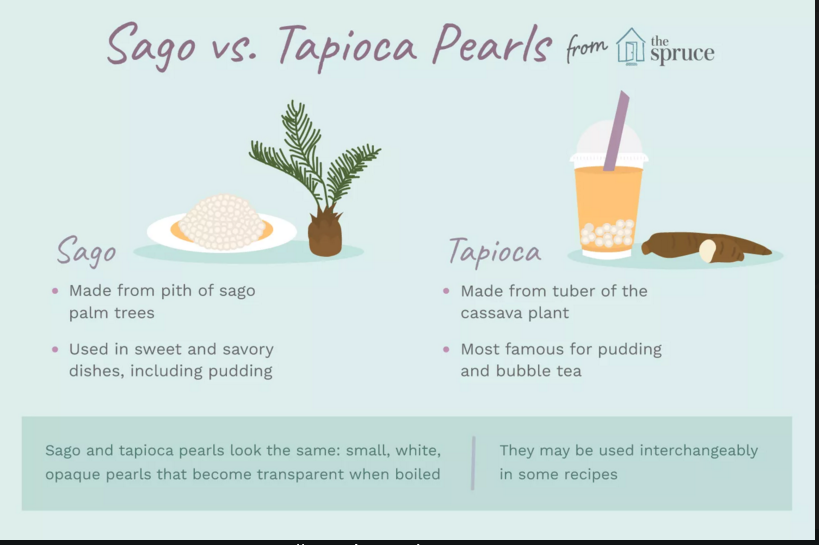 Sago vs. Tapioca Pearls from the spruce
Sago
Made from pith of sago
palm trees
Used in sweet and savory
dishes, including pudding
Tapioca
Made from tuber of the
cassava plant
Most famous for pudding
and bubble tea
Sago and tapioca pearls look the same: small, white,
opaque pearls that become transparent when boiled
They may be used interchangeably
in some recipes